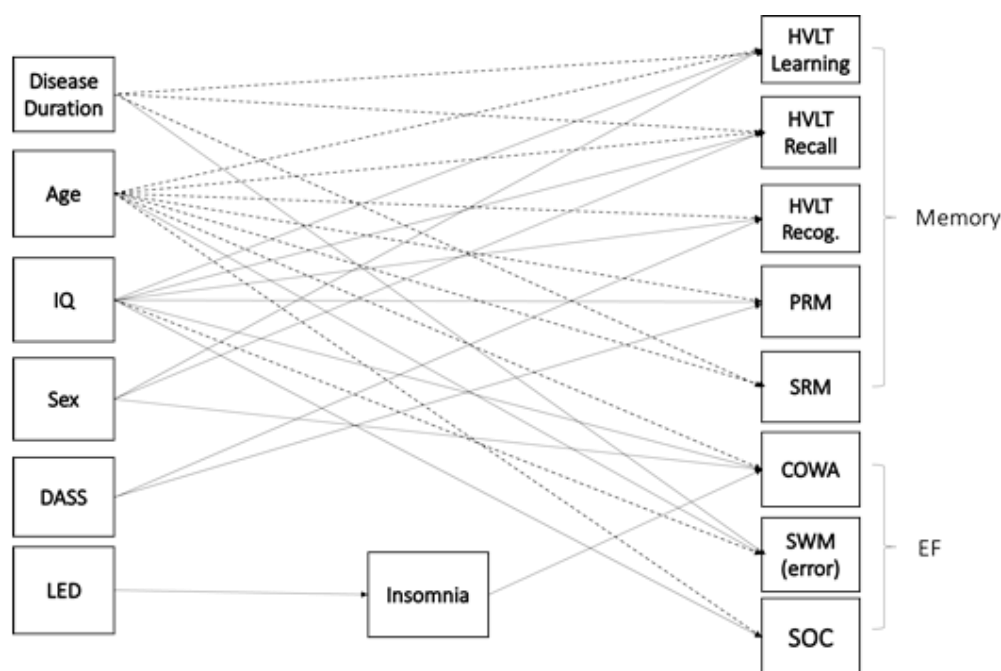 Disease
Duration
Age
IQ
Sex
DASS
LED
Insomnia
HVLT
Learning
HVLT
Recall
HVLT
Recog.
PRM
SRM
COWA
SWM
(error)
SOC
Memory
EF